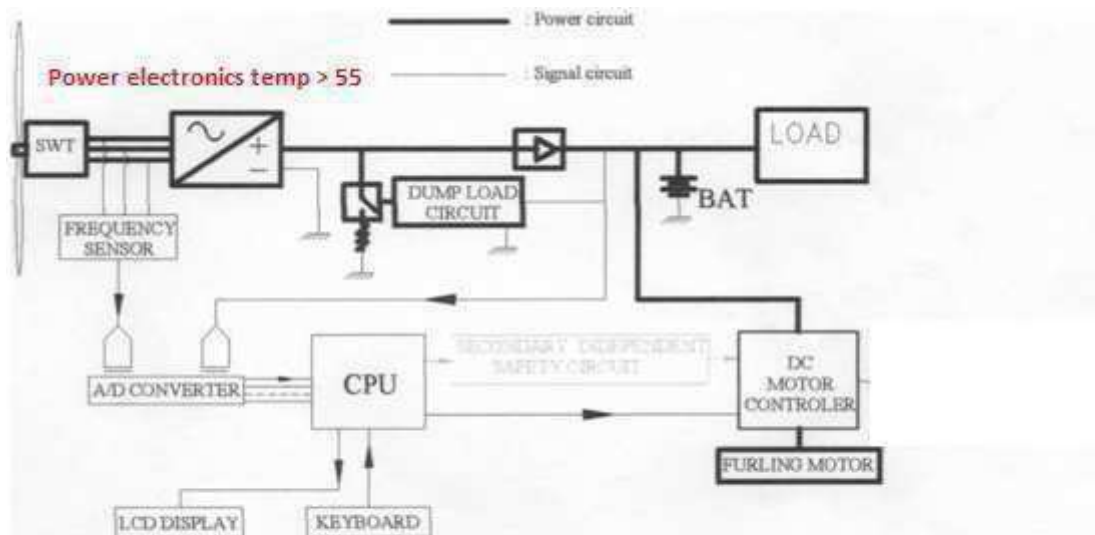 : Power circuit
Power electronics temp > 55
: Signal circuit
SWT
+
−
LOAD
DUMP LOAD
CIRCUIT
BAT
FREQUENCY
SENSOR
SECONDARY INDIPENDENT
SAFETY CIRCUIT
A/D CONVERTER
CPU
DC
MOTOR
CONTROLER
FURLING MOTOR
LCD DISPLAY
KEYBOARD